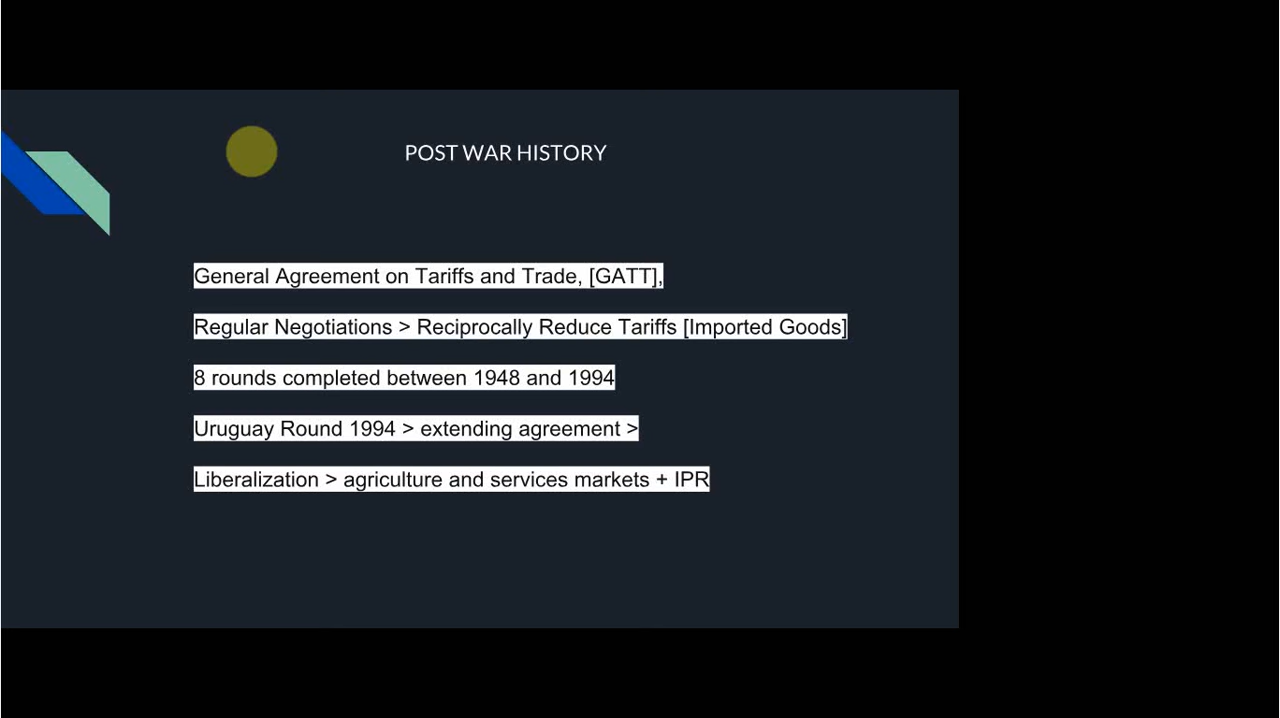 POST WAR HISTORY
General Agreement on Tariffs and Trade, [GATT],
Regular Negotiations > Reciprocally Reduce Tariffs [Imported Goods]
8 rounds completed between 1948 and 1994
Uruguay Round 1994 > extending agreement >
Liberalization > agriculture and services markets + IPR